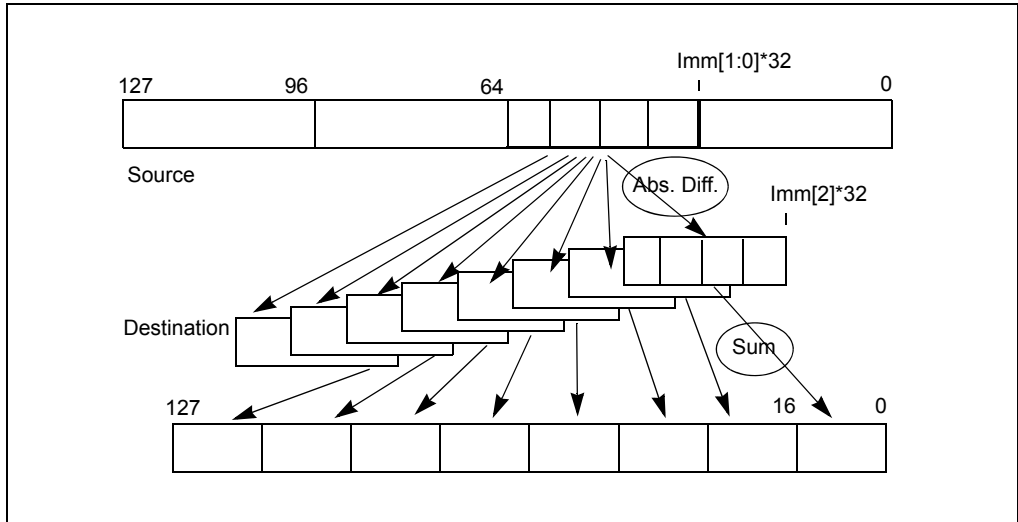 Imm[1:0]*32
127 96 64 0
Source
Abs. Diff.
Imm[2]*32
Destination
Sum
127 16 0